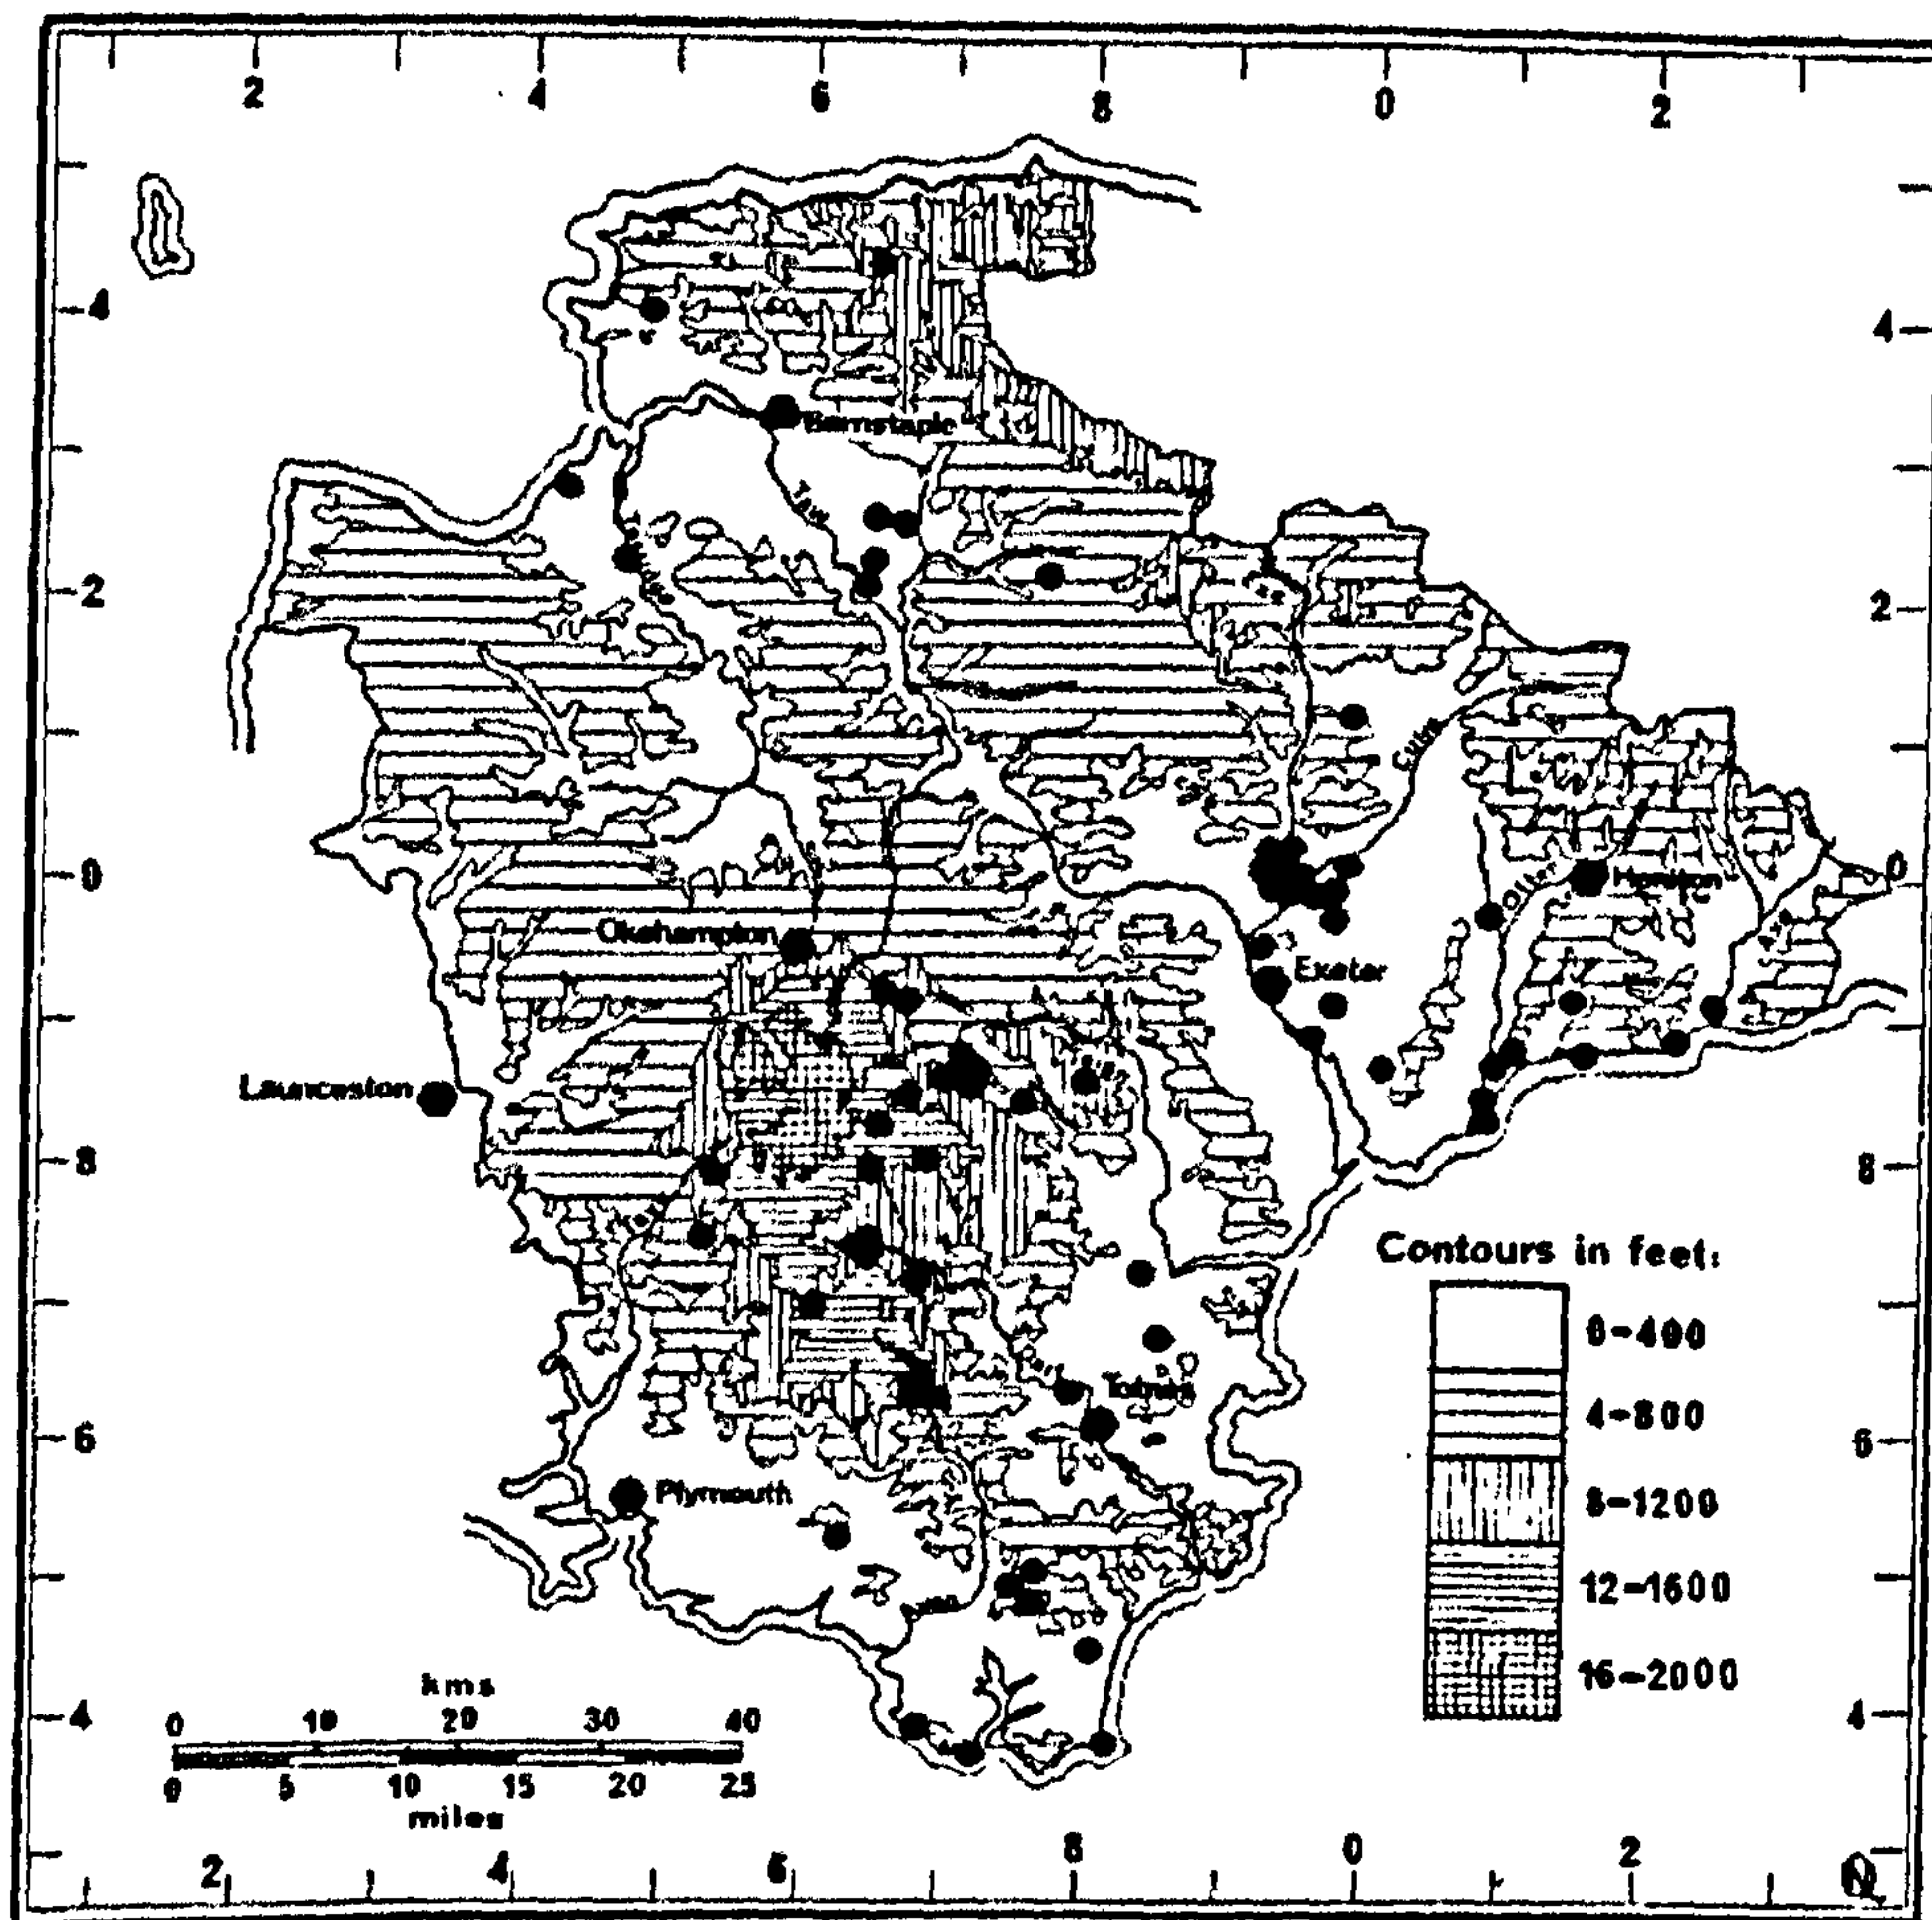 2 4 6 8 0 2
4 4
Barnstaple
Taw
2 2
Culm
0 0
Otter
Honiton
Okehampton
Exeter
Launceston
8 8
Contours in feet:
0-400
4-800
8-1200
12-1600
16-2000
Dart
Totnes
6 6
Plymouth
4 4
kms
0 10 20 30 40
0 5 10 15 20 25
miles
2 4 6 8 0 2